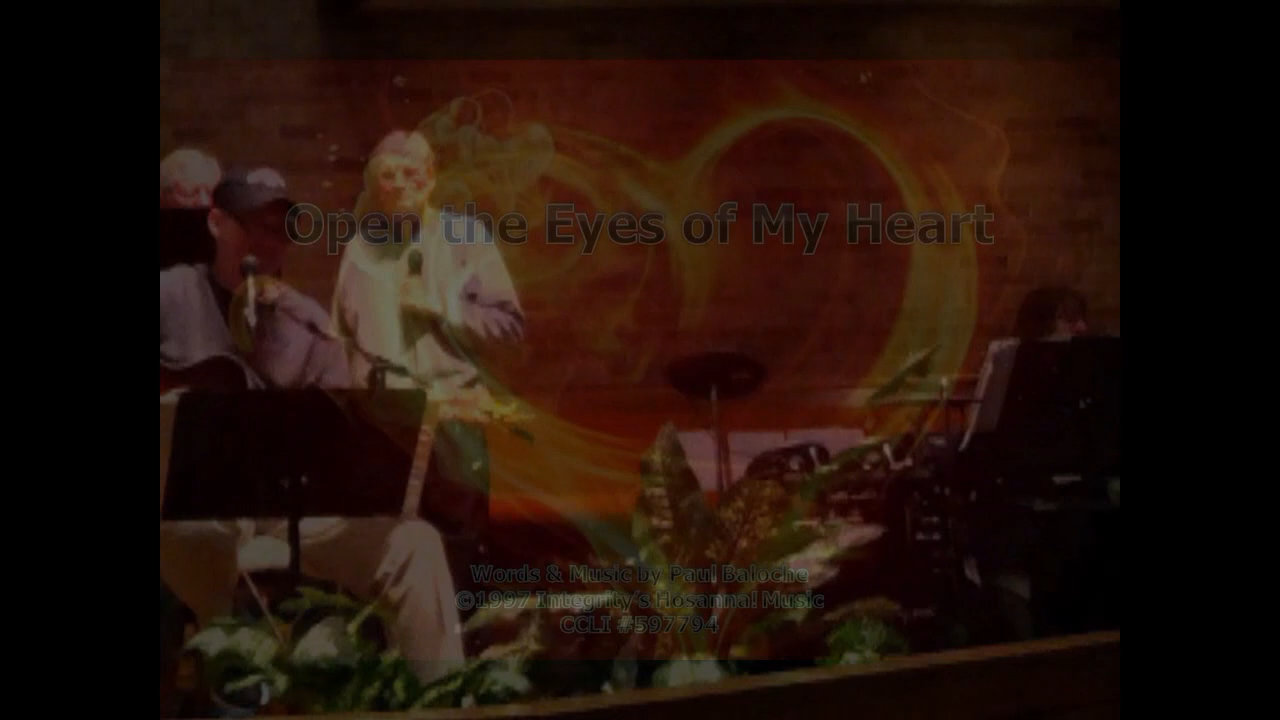 Open the Eyes of My Heart
Words & Music by Paul Baloche
©1997 Integrity's Hosanna! Music
CCLI #597794